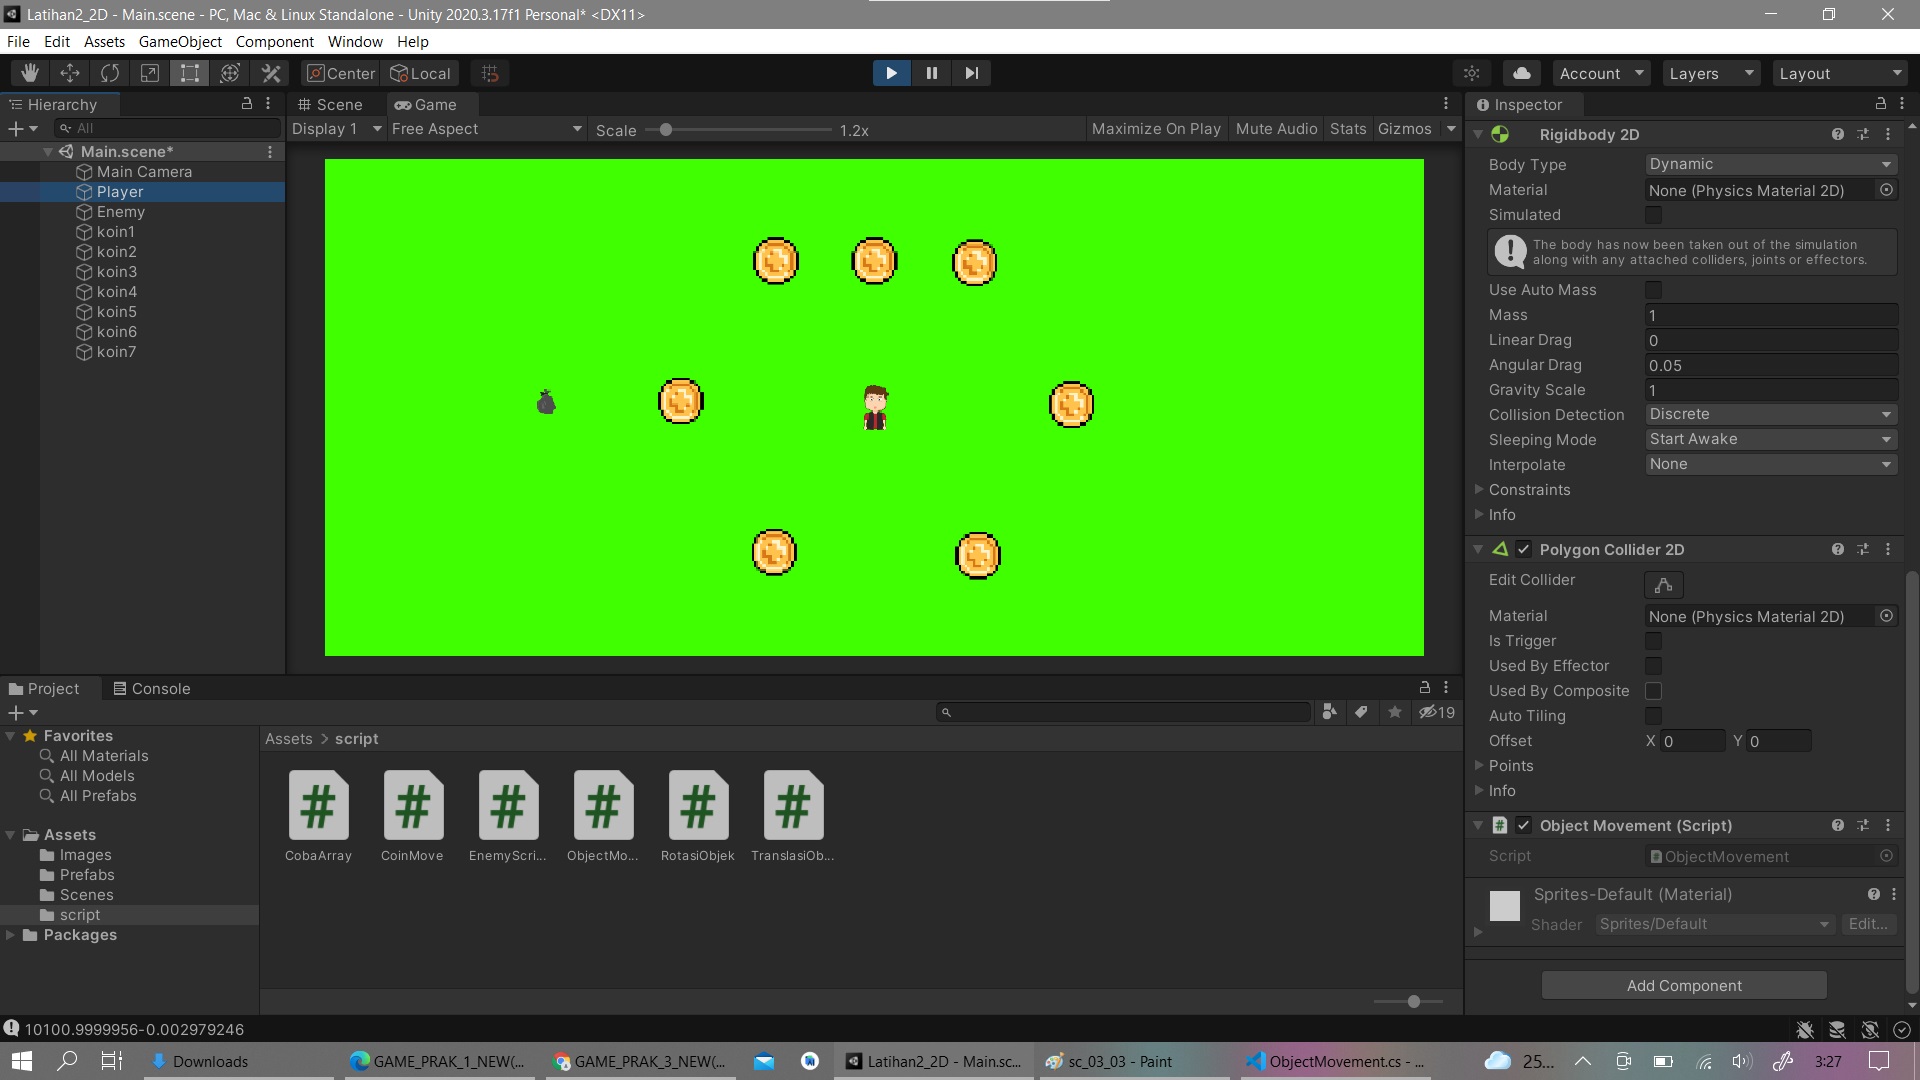 Latihan2_2D - Main.scene - PC, Mac & Linux Standalone - Unity 2020.3.17f1 Personal* <DX11>
File Edit Assets GameObject Component Window Help
Center Local Account Layers Layout
Hierarchy
All
Main.scene*
Main Camera
Player
Enemy
koin1
koin2
koin3
koin4
koin5
koin6
koin7
Scene Game
Display 1 Free Aspect Scale 1.2x Maximize On Play Mute Audio Stats Gizmos
Inspector
Rigidbody 2D
Body Type Dynamic
Material None (Physics Material 2D)
Simulated
The body has now been taken out of the simulation
along with any attached colliders, joints or effectors.
Use Auto Mass
Mass 1
Linear Drag 0
Angular Drag 0.05
Gravity Scale 1
Collision Detection Discrete
Sleeping Mode Start Awake
Interpolate None
Constraints
Info
Polygon Collider 2D
Edit Collider
Material None (Physics Material 2D)
Is Trigger
Used By Effector
Used By Composite
Auto Tiling
Offset X 0 Y 0
Points
Info
Object Movement (Script)
Script ObjectMovement
Sprites-Default (Material)
Shader Sprites/Default Edit...
Add Component
Project Console
19
Favorites
All Materials
All Models
All Prefabs
Assets
Images
Prefabs
Scenes
script
Packages
Assets > script
CobaArray CoinMove EnemyScri... ObjectMo... RotasiObjek TranslasiOb...
10100.9999956-0.002979246
Downloads GAME_PRAK_1_NEW(... GAME_PRAK_3_NEW(... Latihan2_2D - Main.sc... sc_03_03 - Paint ObjectMovement.cs - ... 25... 3:27